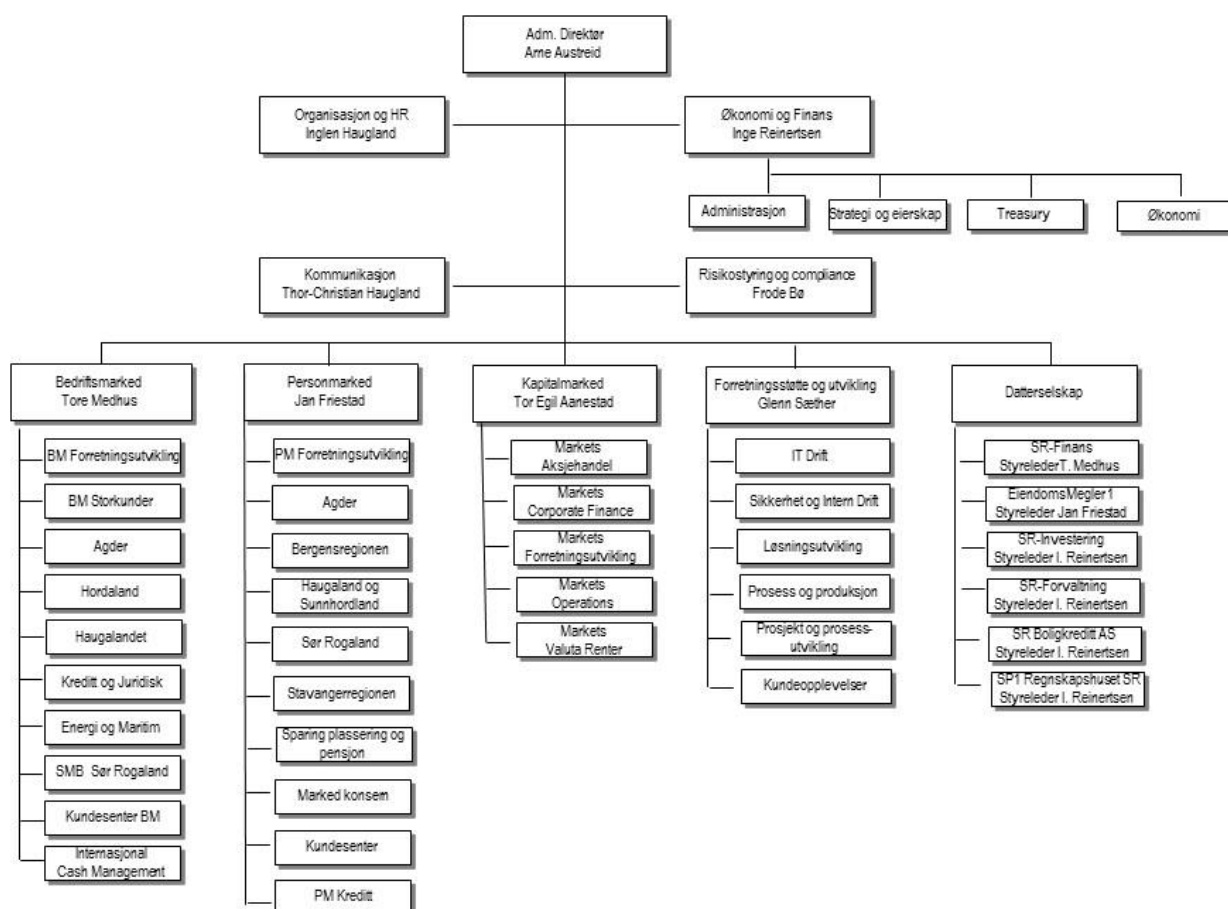 Adm. Direktør
Arne Austreid
Organisasjon og HR
Inglen Haugland
Økonomi og Finans
Inge Reinertsen
Administrasjon
Strategi og eierskap
Treasury
Økonomi
Kommunikasjon
Thor-Christian Haugland
Risikostyring og compliance
Frode Bø
Bedriftsmarked
Tore Medhus
BM Forretningsutvikling
BM Storkunder
Agder
Hordaland
Haugalandet
Kreditt og Juridisk
Energi og Maritim
SMB Sør Rogaland
Kundesenter BM
Internasjonal
Cash Management
Personmarked
Jan Friestad
PM Forretningsutvikling
Agder
Bergensregionen
Haugaland og
Sunnhordland
Sør Rogaland
Stavangerregionen
Sparing plassering og
pensjon
Marked konsern
Kundesenter
PM Kreditt
Kapitalmarked
Tor Egil Aanestad
Markets
Aksjehandel
Markets
Corporate Finance
Markets
Forretningsutvikling
Markets
Operations
Markets
Valuta Renter
Forretningsstøtte og utvikling
Glenn Sæther
IT Drift
Sikkerhet og Intern Drift
Løsningsutvikling
Prosess og produksjon
Prosjekt og prosess-
utvikling
Kundeopplevelser
Datterselskap
SR-Finans
Styreleder T. Medhus
EiendomsMegler 1
Styreleder Jan Friestad
SR-Investering
Styreleder I. Reinertsen
SR-Forvaltning
Styreleder I. Reinertsen
SR Boligkreditt AS
Styreleder I. Reinertsen
SP1 Regnskapshuset SR
Styreleder I. Reinertsen